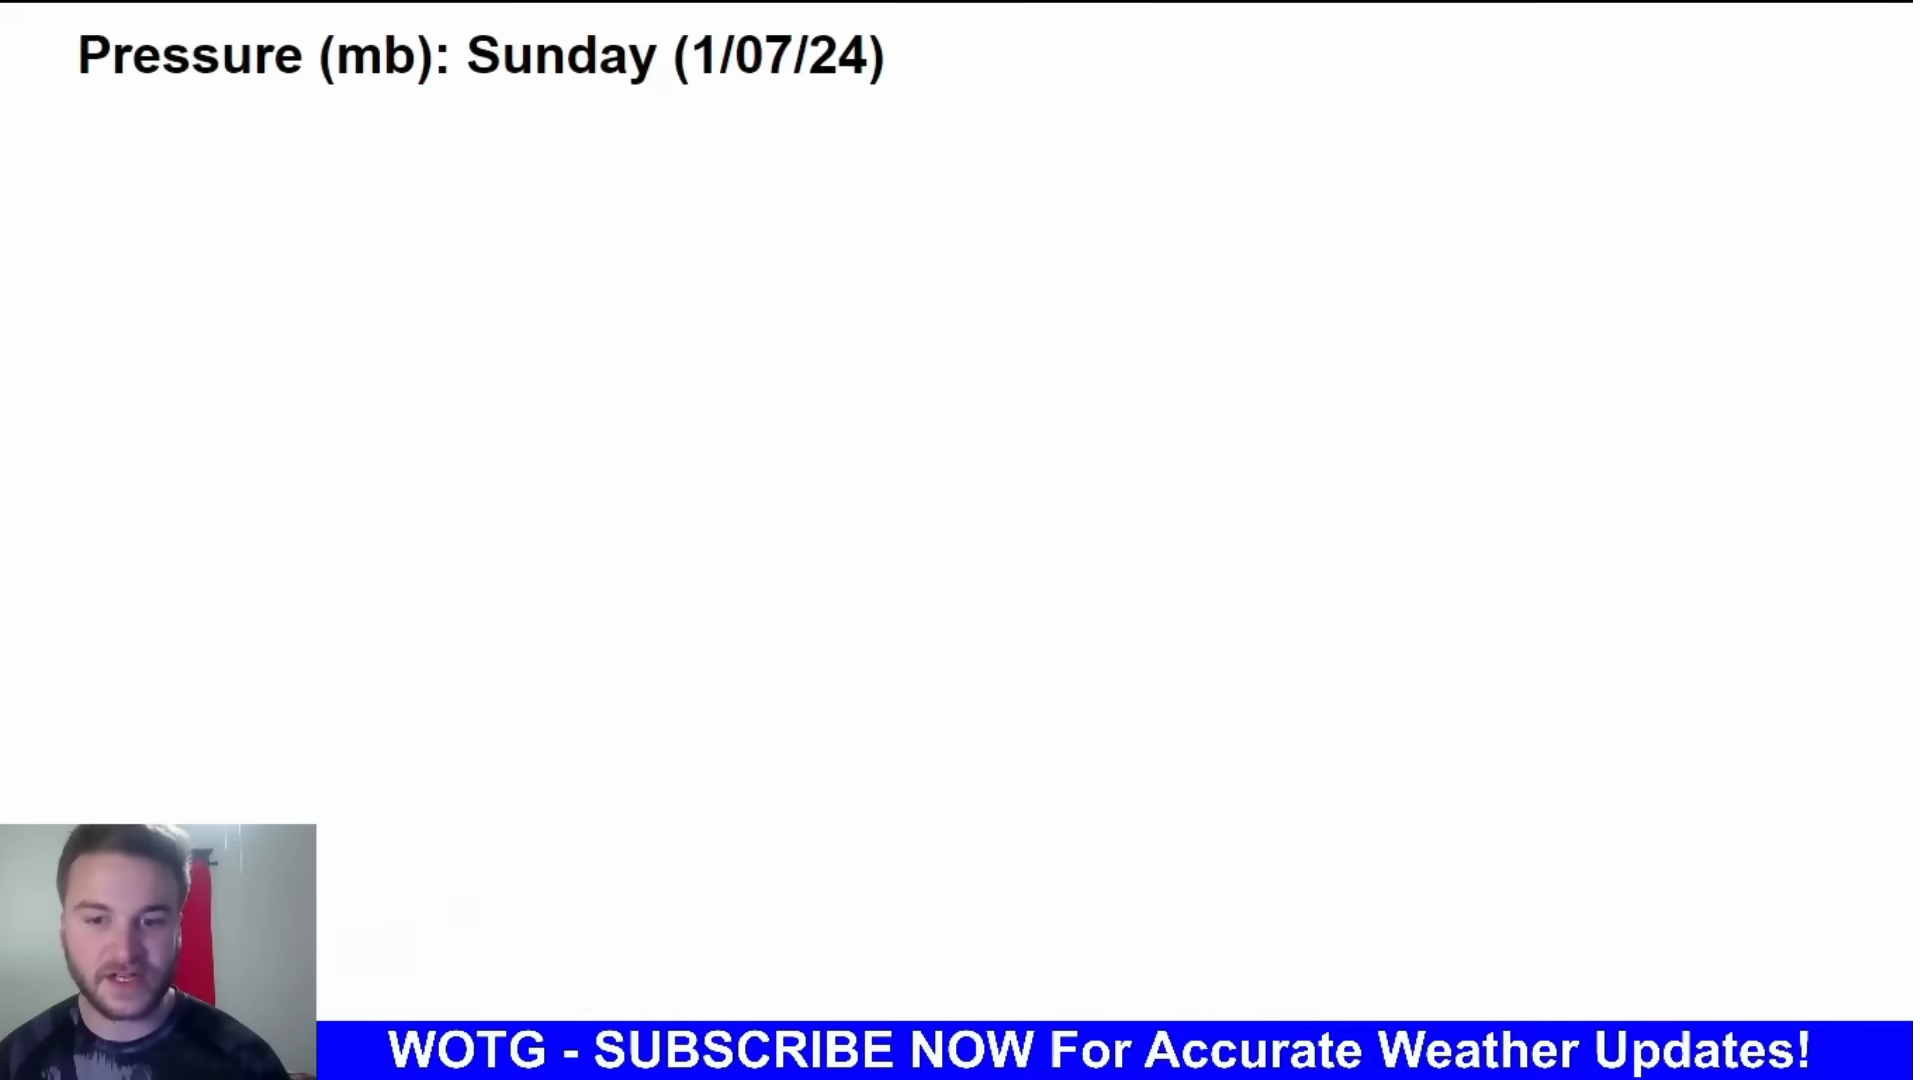 Pressure (mb): Sunday (1/07/24)
WOTG - SUBSCRIBE NOW For Accurate Weather Updates!